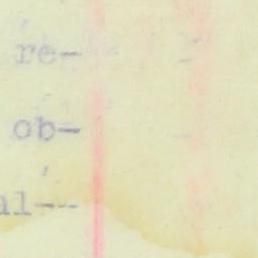 re-
ob-
al--